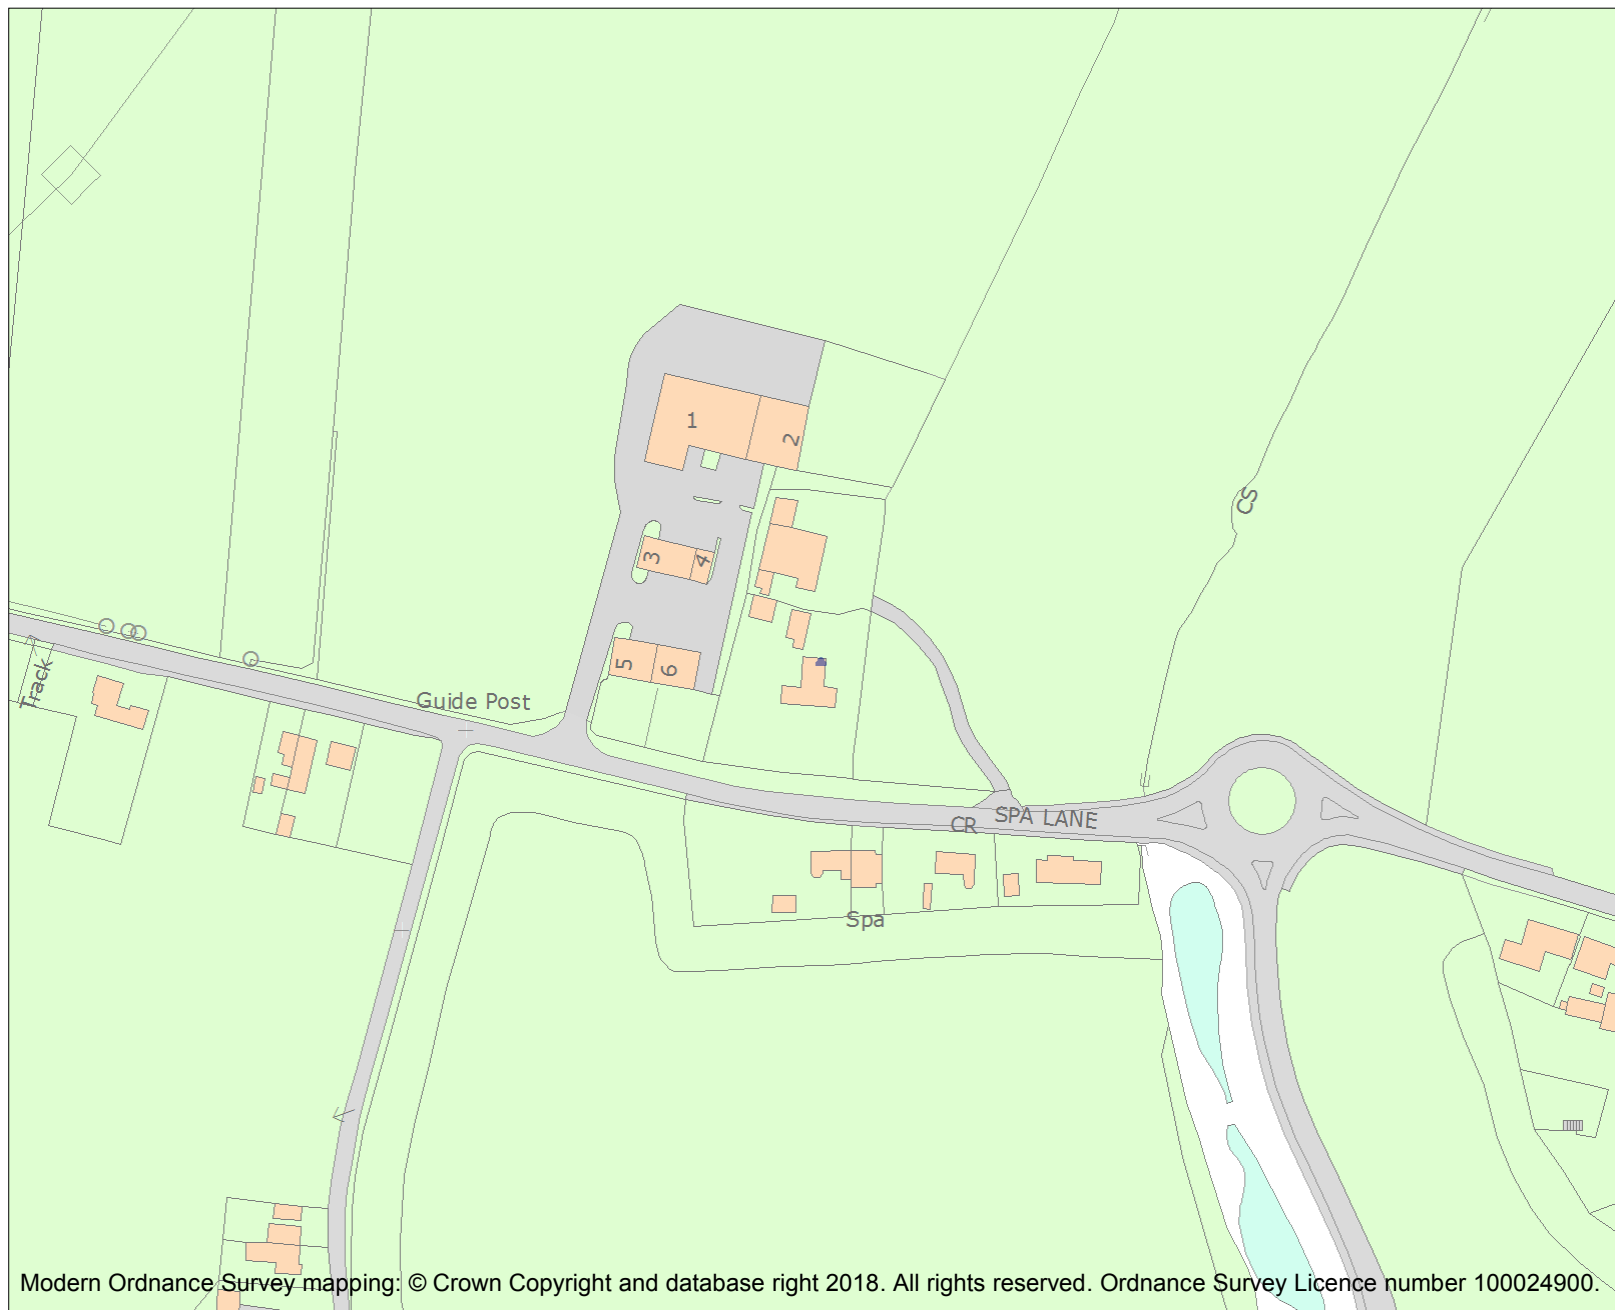 1
2
CS
3
4
5
6
Track
Guide Post
SPA LANE
CR
Spa
Modern Ordnance Survey mapping: © Crown Copyright and database right 2018. All rights reserved. Ordnance Survey Licence number 100024900.